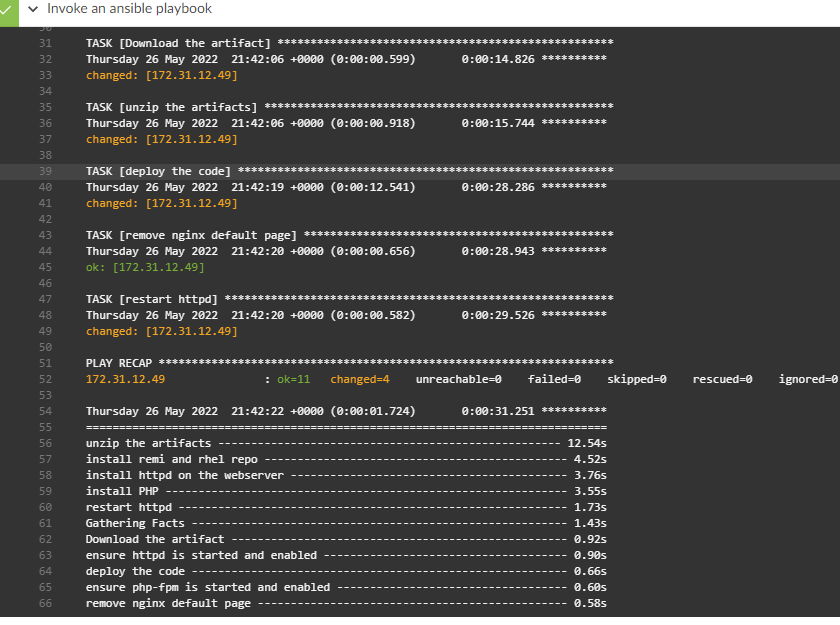 Invoke an ansible playbook
30
31 TASK [Download the artifact] ***************************************************
32 Thursday 26 May 2022  21:42:06 +0000 (0:00:00.599)       0:00:14.826 **********
33 changed: [172.31.12.49]
34
35 TASK [unzip the artifacts] *****************************************************
36 Thursday 26 May 2022  21:42:06 +0000 (0:00:00.918)       0:00:15.744 **********
37 changed: [172.31.12.49]
38
39 TASK [deploy the code] *********************************************************
40 Thursday 26 May 2022  21:42:19 +0000 (0:00:12.541)       0:00:28.286 **********
41 changed: [172.31.12.49]
42
43 TASK [remove nginx default page] ***********************************************
44 Thursday 26 May 2022  21:42:20 +0000 (0:00:00.656)       0:00:28.943 **********
45 ok: [172.31.12.49]
46
47 TASK [restart httpd] ***********************************************************
48 Thursday 26 May 2022  21:42:20 +0000 (0:00:00.582)       0:00:29.526 **********
49 changed: [172.31.12.49]
50
51 PLAY RECAP *********************************************************************
52 172.31.12.49               : ok=11   changed=4    unreachable=0    failed=0    skipped=0    rescued=0    ignored=0
53
54 Thursday 26 May 2022  21:42:22 +0000 (0:00:01.724)       0:00:31.251 **********
55 ===============================================================================
56 unzip the artifacts ---------------------------------------------------- 12.54s
57 install remi and rhel repo ---------------------------------------------- 4.52s
58 install httpd on the webserver ------------------------------------------ 3.76s
59 install PHP ------------------------------------------------------------- 3.55s
60 restart httpd ----------------------------------------------------------- 1.73s
61 Gathering Facts --------------------------------------------------------- 1.43s
62 Download the artifact --------------------------------------------------- 0.92s
63 ensure httpd is started and enabled ------------------------------------- 0.90s
64 deploy the code --------------------------------------------------------- 0.66s
65 ensure php-fpm is started and enabled ----------------------------------- 0.60s
66 remove nginx default page ----------------------------------------------- 0.58s